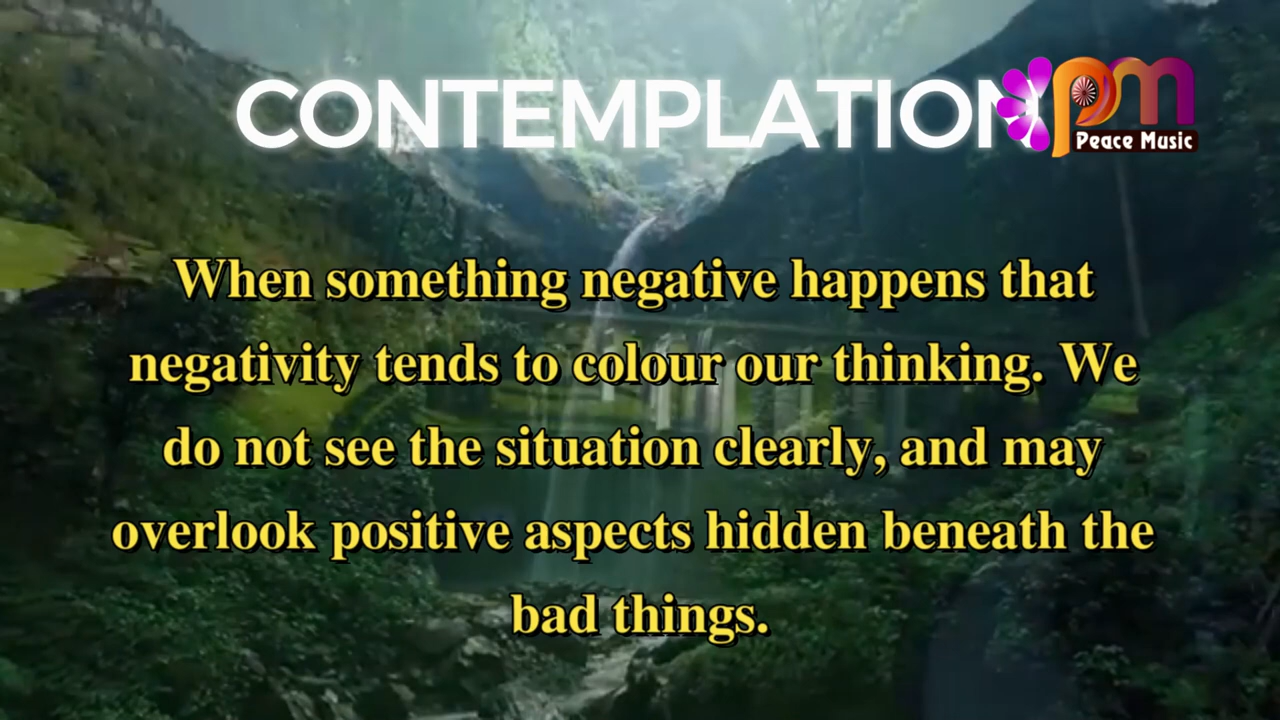 CONTEMPLATION
pm
Peace Music
When something negative happens that
negativity tends to colour our thinking. We
do not see the situation clearly, and may
overlook positive aspects hidden beneath the
bad things.